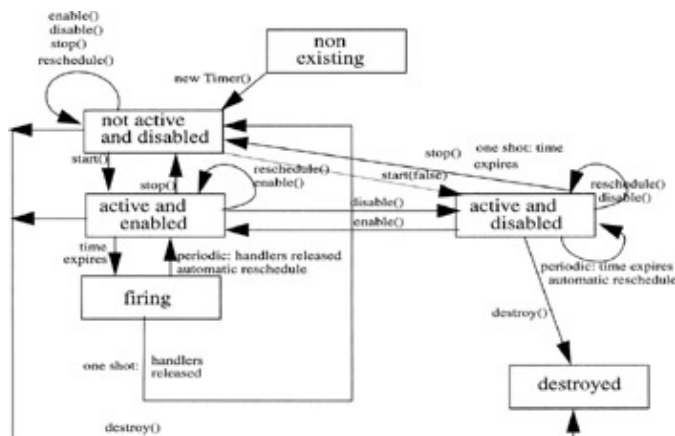 enable()
disable()
stop()
reschedule()
non
existing
new Timer()
not active
and disabled
stop()
one shot: time
expires
start()
stop()
reschedule()
enable()
start(false)
reschedule()
disable()
active and
enabled
disable()
enable()
active and
disabled
time
expires
periodic: handlers released
automatic reschedule
periodic: time expires
automatic reschedule
firing
destroy()
one shot:
handlers
released
destroyed
destroy()